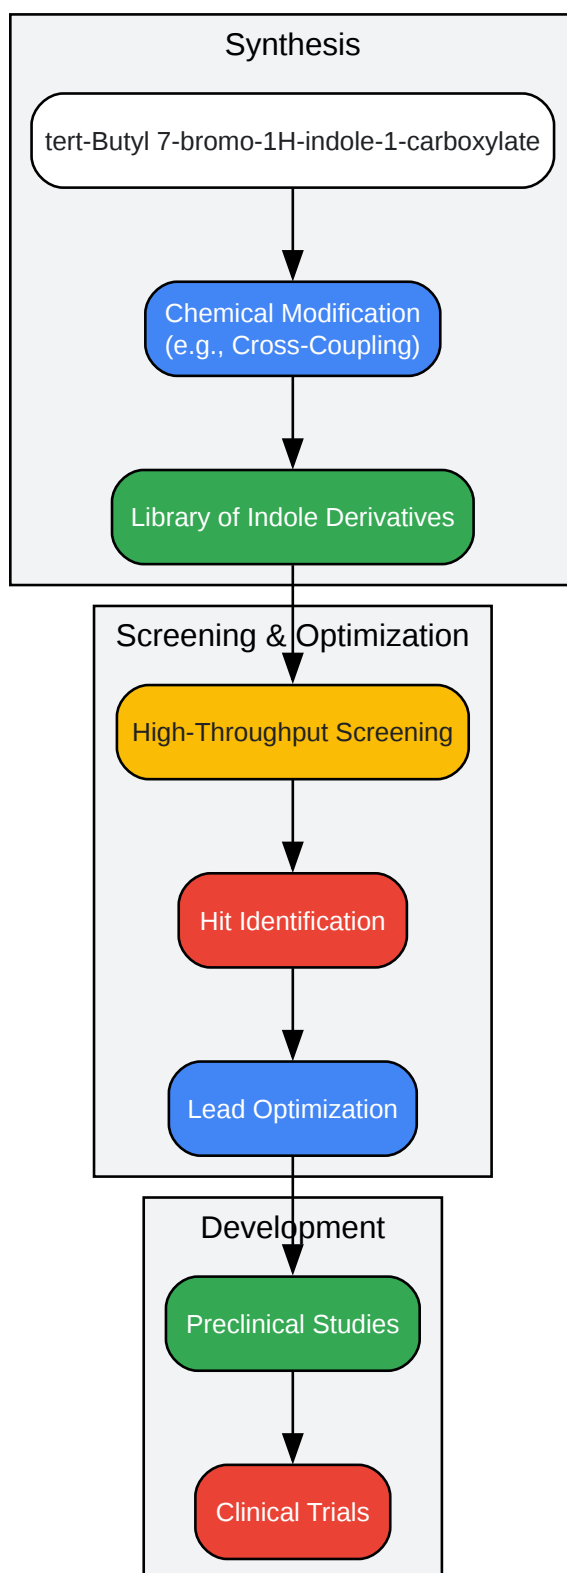 Synthesis
tert-Butyl 7-bromo-1H-indole-1-carboxylate
Chemical Modification
(e.g., Cross-Coupling)
Library of Indole Derivatives
Screening & Optimization
High-Throughput Screening
Hit Identification
Lead Optimization
Development
Preclinical Studies
Clinical Trials